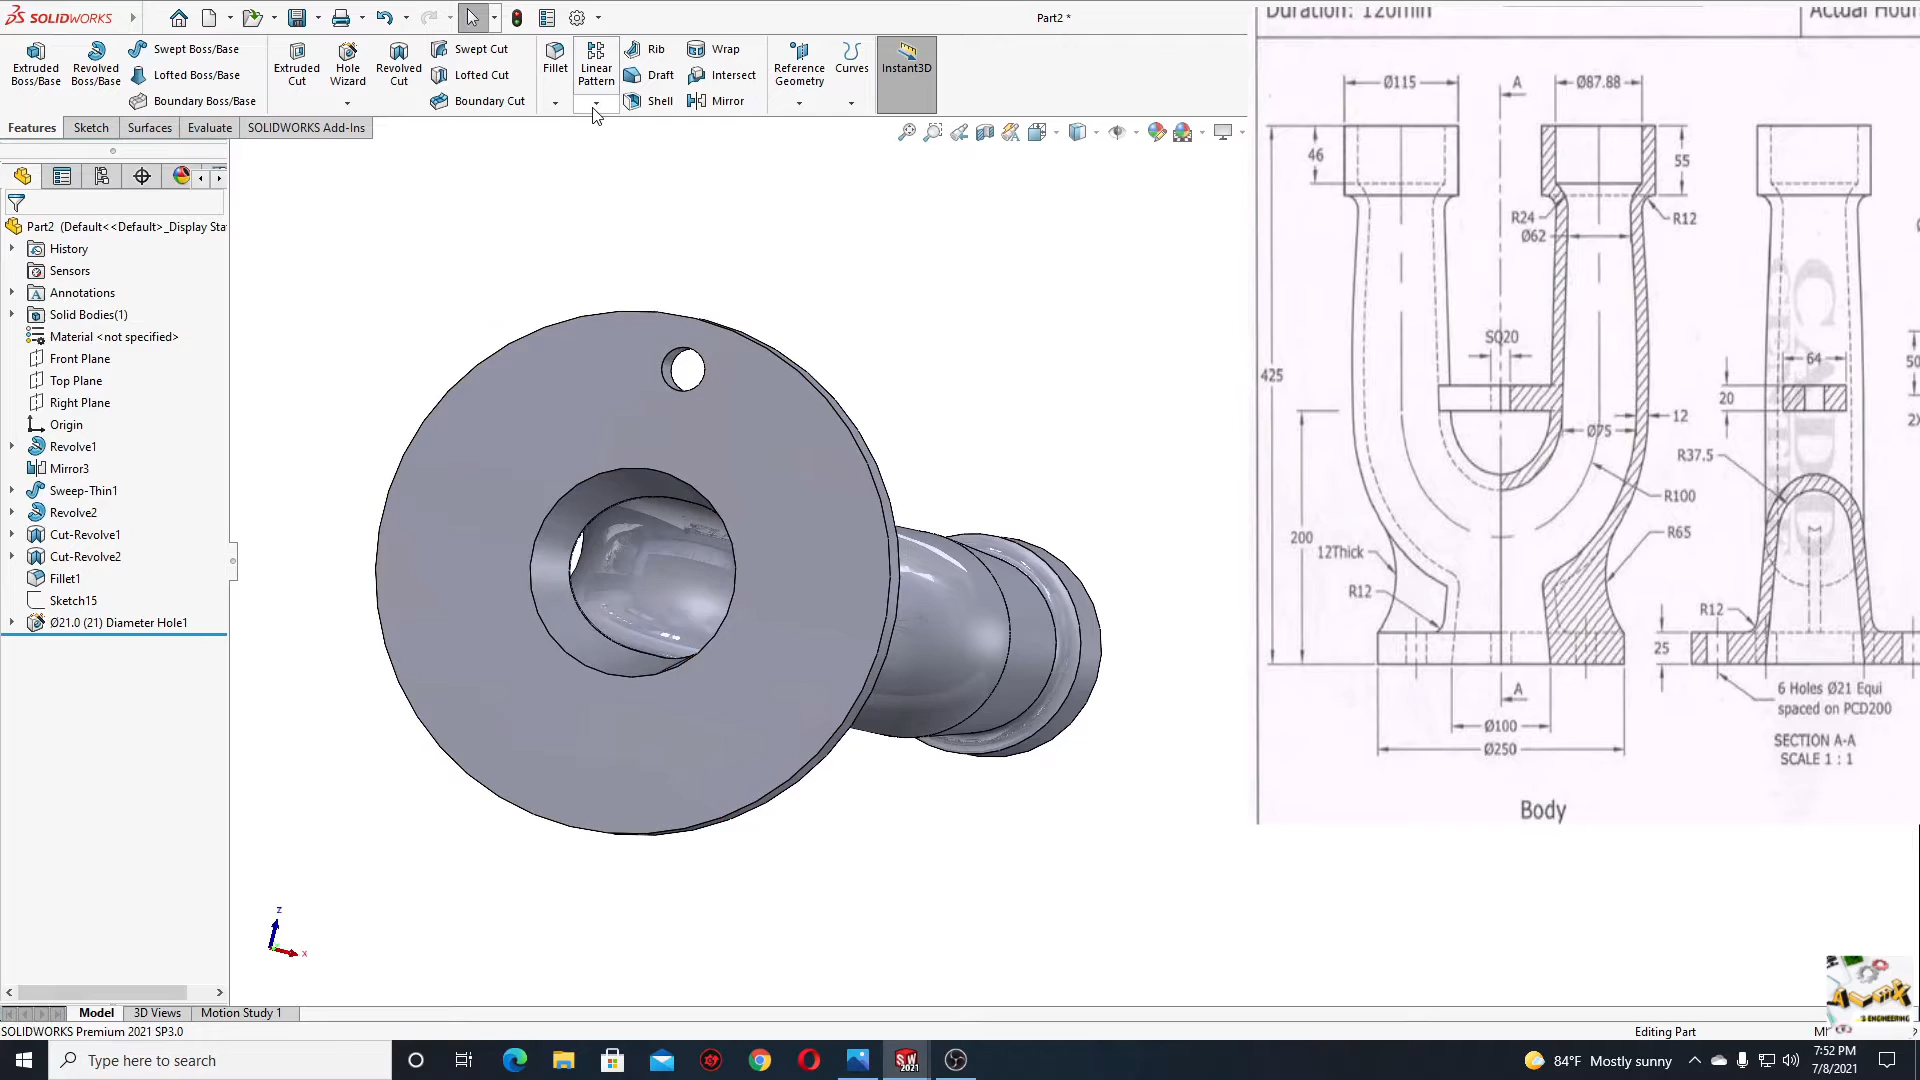 SOLIDWORKS
Part2 *
Extruded Boss/Base
Revolved Boss/Base
Swept Boss/Base
Lofted Boss/Base
Boundary Boss/Base
Extruded Cut
Hole Wizard
Revolved Cut
Swept Cut
Lofted Cut
Boundary Cut
Fillet
Linear Pattern
Rib
Draft
Shell
Wrap
Intersect
Mirror
Reference Geometry
Curves
Instant3D
Features
Sketch
Surfaces
Evaluate
SOLIDWORKS Add-Ins
Part2 (Default<<Default>_Display Sta
History
Sensors
Annotations
Solid Bodies(1)
Material <not specified>
Front Plane
Top Plane
Right Plane
Origin
Revolve1
Mirror3
Sweep-Thin1
Revolve2
Cut-Revolve1
Cut-Revolve2
Fillet1
Sketch15
Ø21.0 (21) Diameter Hole1
z
x
Duration: 120min
Actual Hour
Ø115
A
Ø87.88
46
55
R24
R12
Ø62
SQ20
425
64
50
20
12
2X
Ø75
R37.5
R100
200
R65
12Thick
R12
R12
25
A
6 Holes Ø21 Equi
spaced on PCD200
Ø100
Ø250
SECTION A-A
SCALE 1 : 1
Body
Model
3D Views
Motion Study 1
SOLIDWORKS Premium 2021 SP3.0
Editing Part
Type here to search
84°F Mostly sunny
7:52 PM
7/8/2021